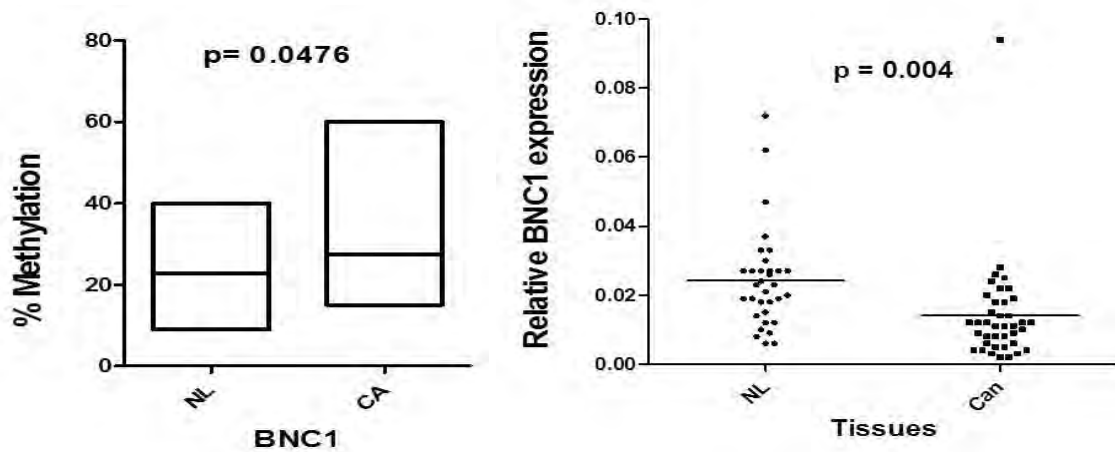 % Methylation
80
60
40
20
0
p= 0.0476
NL
CA
BNC1
Relative BNC1 expression
0.10
0.08
0.06
0.04
0.02
0.00
p = 0.004
NL
Can
Tissues